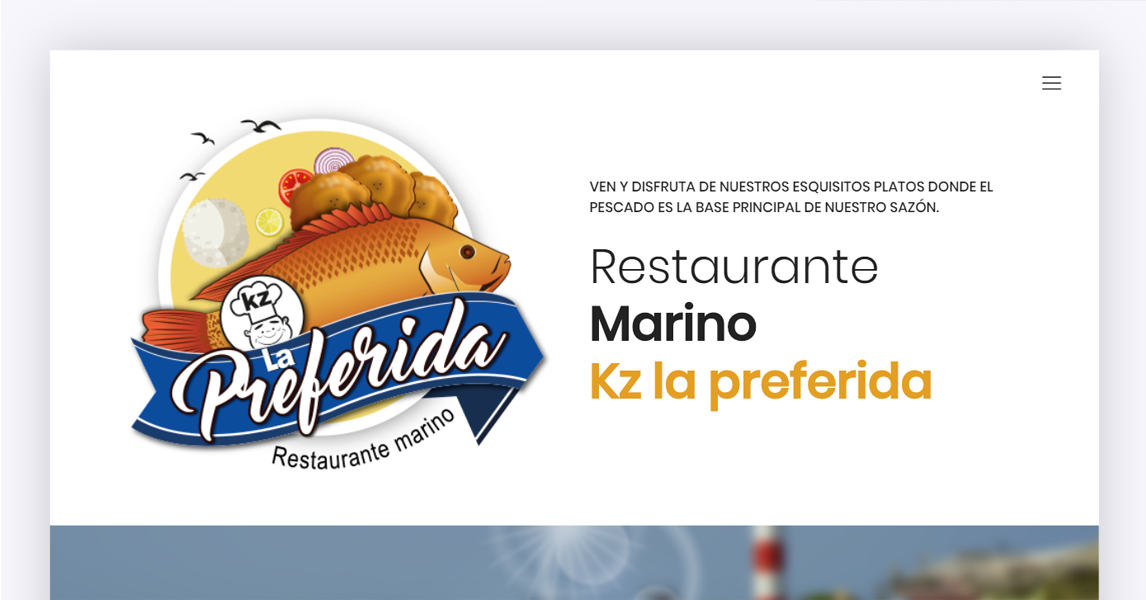 kz
La
Preferida
Restaurante marino
VEN Y DISFRUTA DE NUESTROS ESQUISITOS PLATOS DONDE EL
PESCADO ES LA BASE PRINCIPAL DE NUESTRO SAZÓN.
Restaurante
Marino
Kz la preferida